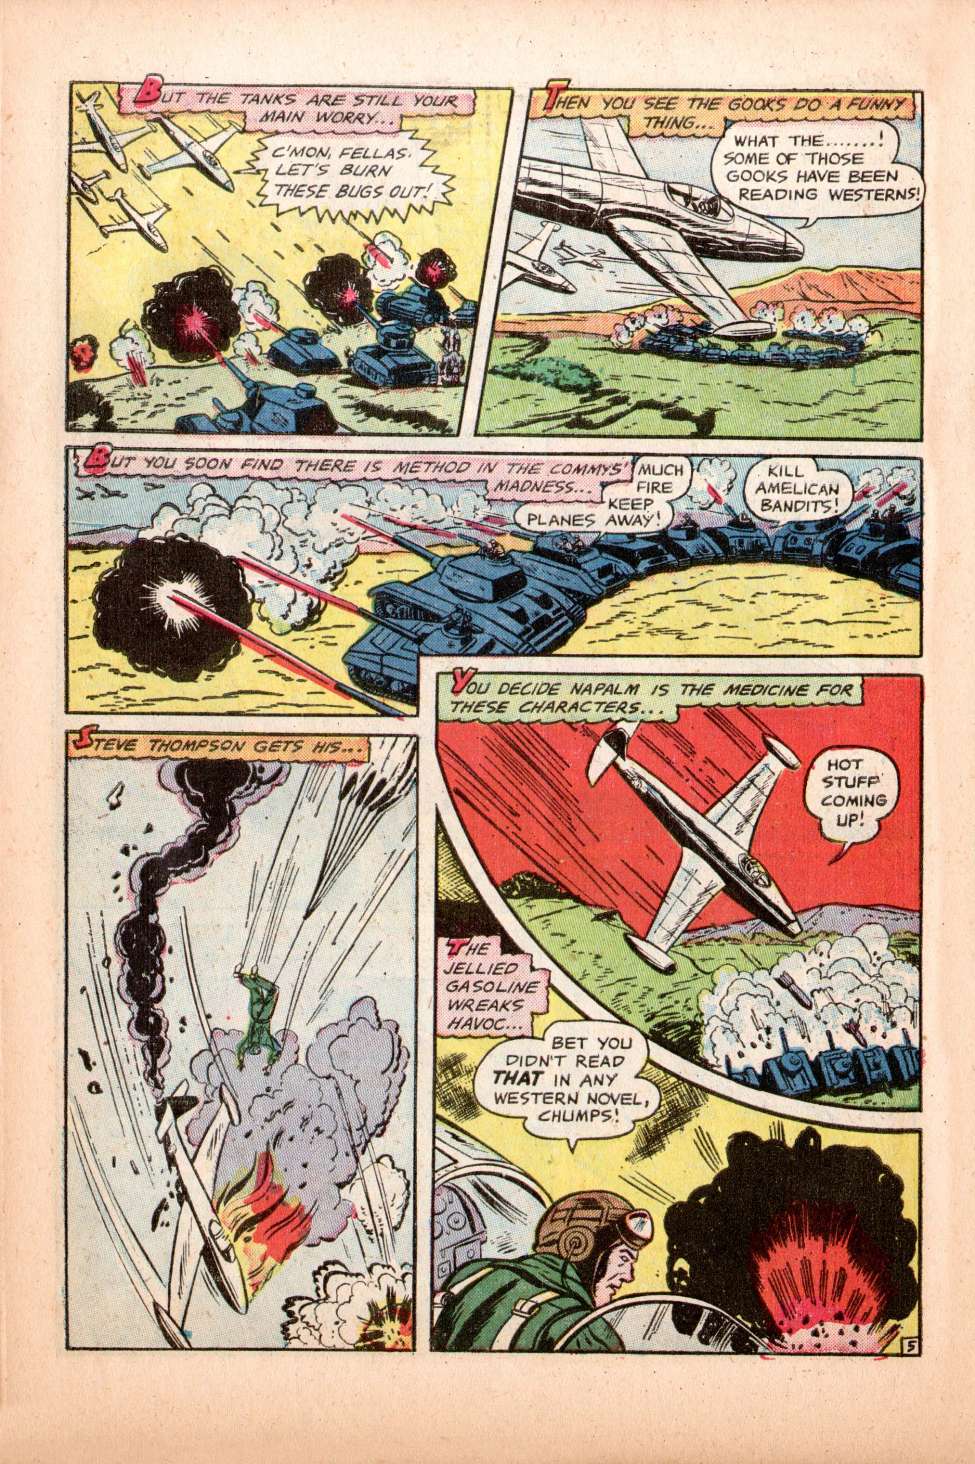 BUT THE TANKS ARE STILL YOUR
MAIN WORRY...
C'MON, FELLAS.
LET'S BURN
THESE BUGS OUT!
THEN YOU SEE THE GOOKS DO A FUNNY
THING...
WHAT THE.......!
SOME OF THOSE
GOOKS HAVE BEEN
READING WESTERNS!
BUT YOU SOON FIND THERE IS METHOD IN THE COMMYS'
MADNESS...
MUCH
FIRE
KEEP
PLANES AWAY!
KILL
AMELICAN
BANDITS!
STEVE THOMPSON GETS HIS...
YOU DECIDE NAPALM IS THE MEDICINE FOR
THESE CHARACTERS...
HOT
STUFF
COMING
UP!
THE
JELLIED
GASOLINE
WREAKS
HAVOC...
BET YOU
DIDN'T READ
THAT IN ANY
WESTERN NOVEL,
CHUMPS!
5